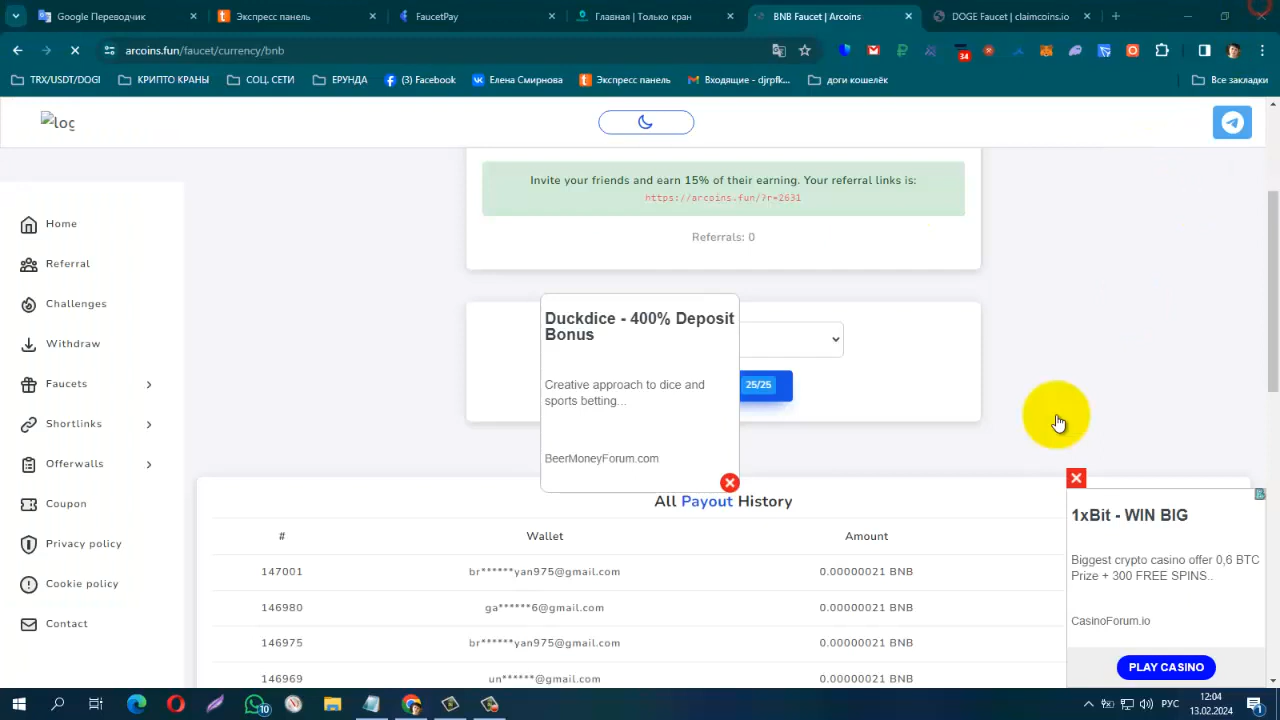 Google Переводчик
Экспресс панель
FaucetPay
Главная | Только кран
BNB Faucet | Arcoins
DOGE Faucet | claimcoins.io
arcoins.fun/faucet/currency/bnb
34
TRX/USDT/DOGI
КРИПТО КРАНЫ
СОЦ. СЕТИ
ЕРУНДА
(3) Facebook
Елена Смирнова
Экспресс панель
Входящие - djrpfk...
доги кошелёк
Все закладки
log
Invite your friends and earn 15% of their earning. Your referral links is:
https://arcoins.fun/?r=2631
Referrals: 0
Home
Referral
Challenges
Withdraw
Faucets
Shortlinks
Offerwalls
Coupon
Privacy policy
Cookie policy
Contact
Duckdice - 400% Deposit
Bonus
Creative approach to dice and
sports betting...
BeerMoneyForum.com
25/25
All Payout History
# Wallet Amount
147001 br******yan975@gmail.com 0.00000021 BNB
146980 ga******6@gmail.com 0.00000021 BNB
146975 br******yan975@gmail.com 0.00000021 BNB
146969 un******@gmail.com 0.00000021 BNB
1xBit - WIN BIG
Biggest crypto casino offer 0,6 BTC
Prize + 300 FREE SPINS..
CasinoForum.io
PLAY CASINO
10
РУС
12:04
13.02.2024
1